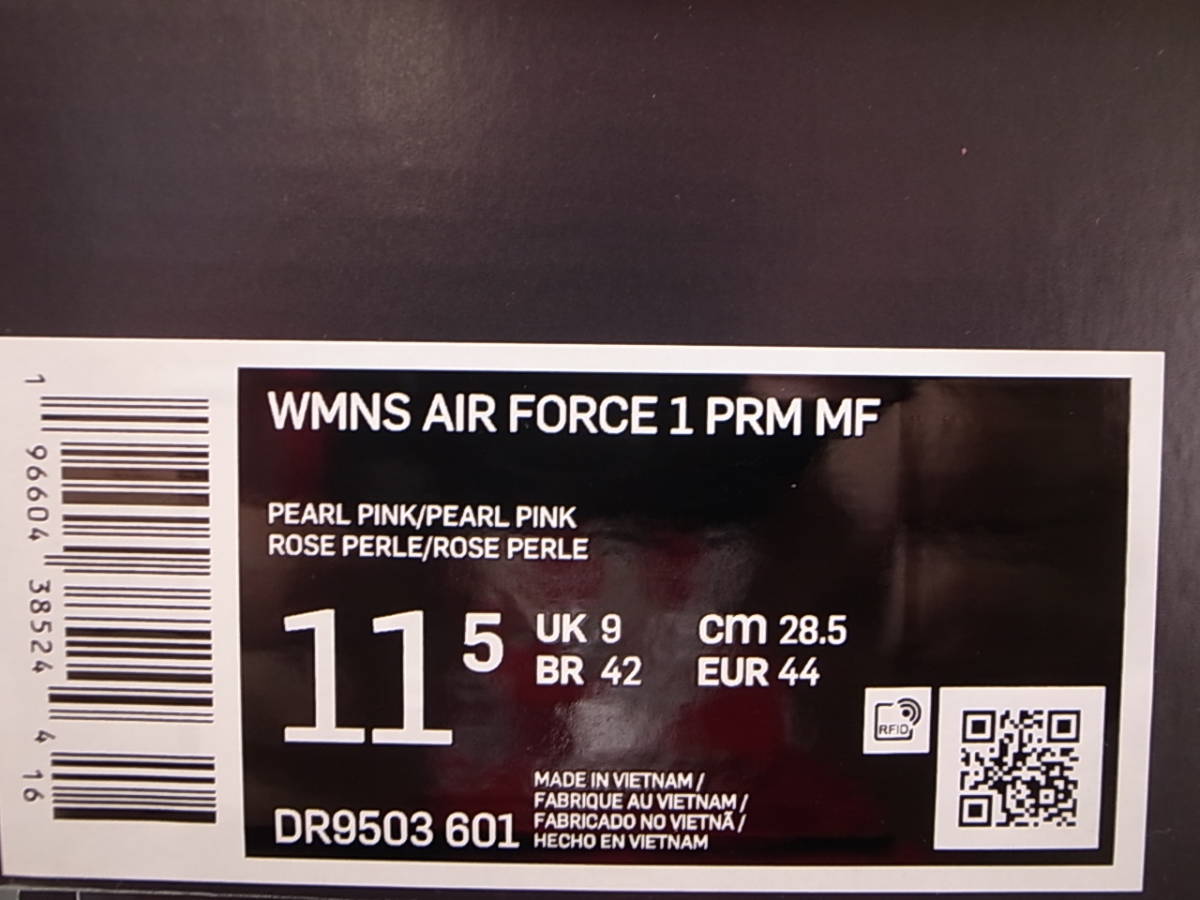 WMNS AIR FORCE 1 PRM MF
PEARL PINK/PEARL PINK
ROSE PERLE/ROSE PERLE
11 5
UK 9 cm 28.5
BR 42 EUR 44
RFID
DR9503 601
MADE IN VIETNAM /
FABRIQUE AU VIETNAM /
FABRICADO NO VIETNÃ /
HECHO EN VIETNAM
1 96604 38524 4 16